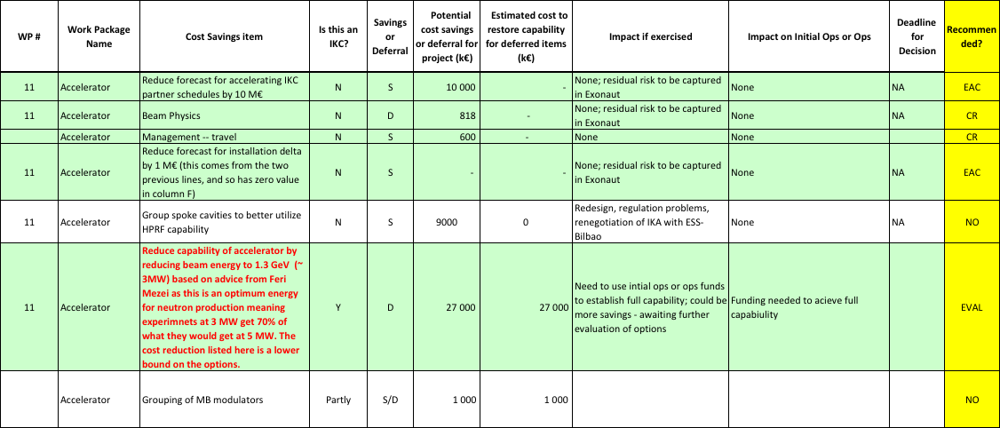 WP #
Work Package
Name
Cost Savings item
Is this an
IKC?
Savings
or
Deferral
Potential
cost savings
or deferral for
project (k€)
Estimated cost to
restore capability
for deferred items
(k€)
Impact if exercised
Impact on Initial Ops or Ops
Deadline
for
Decision
Recommen
ded?
11
Accelerator
Reduce forecast for accelerating IKC
partner schedules by 10 M€
N
S
10 000
-
None; residual risk to be captured
in Exonaut
None
NA
EAC
11
Accelerator
Beam Physics
N
D
818
-
None; residual risk to be captured
in Exonaut
None
NA
CR
Accelerator
Management -- travel
N
S
600
-
None
None
CR
11
Accelerator
Reduce forecast for installation delta
by 1 M€ (this comes from the two
previous lines, and so has zero value
in column F)
N
S
-
-
None; residual risk to be captured
in Exonaut
None
NA
EAC
11
Accelerator
Group spoke cavities to better utilize
HPRF capability
N
S
9000
0
Redesign, regulation problems,
renegotiation of IKA with ESS-
Bilbao
None
NA
NO
11
Accelerator
Reduce capability of accelerator by
reducing beam energy to 1.3 GeV (~
3MW) based on advice from Feri
Mezei as this is an optimum energy
for neutron production meaning
experimnets at 3 MW get 70% of
what they would get at 5 MW. The
cost reduction listed here is a lower
bound on the options.
Y
D
27 000
27 000
Need to use intial ops or ops funds
to establish full capability; could be
more savings - awaiting further
evaluation of options
Funding needed to acieve full
capabiulity
EVAL
Accelerator
Grouping of MB modulators
Partly
S/D
1 000
1 000
NO